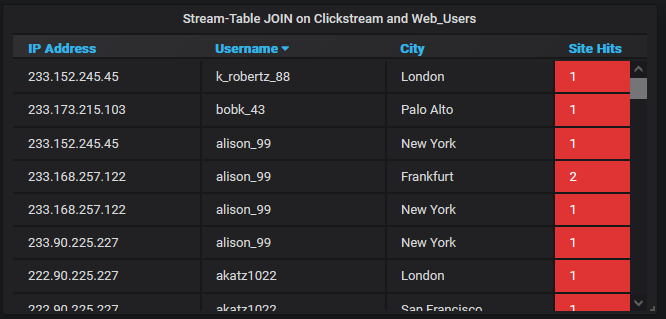 Stream-Table JOIN on Clickstream and Web_Users
IP Address Username City Site Hits
233.152.245.45 k_robertz_88 London 1
233.173.215.103 bobk_43 Palo Alto 1
233.152.245.45 alison_99 New York 1
233.168.257.122 alison_99 Frankfurt 2
233.168.257.122 alison_99 New York 1
233.90.225.227 alison_99 New York 1
222.90.225.227 akatz1022 London 1
222.90.225.227 akatz1022 San Francisco 1